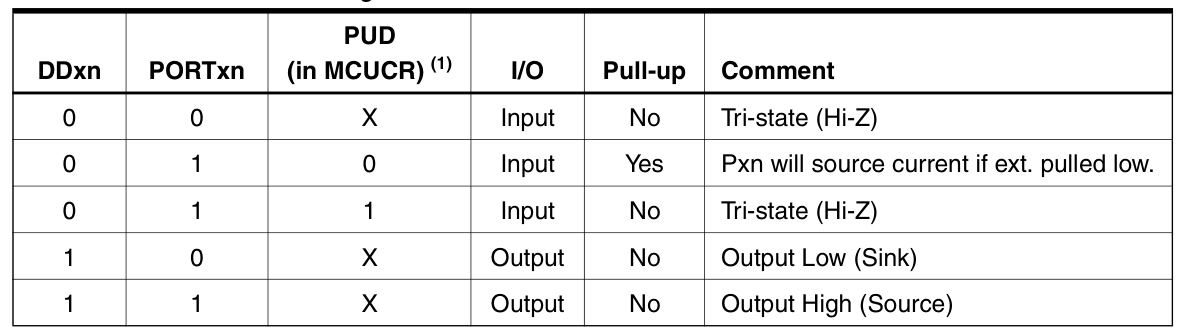 PUD
DDxn PORTxn (in MCUCR) (1) I/O Pull-up Comment
0 0 X Input No Tri-state (Hi-Z)
0 1 0 Input Yes Pxn will source current if ext. pulled low.
0 1 1 Input No Tri-state (Hi-Z)
1 0 X Output No Output Low (Sink)
1 1 X Output No Output High (Source)